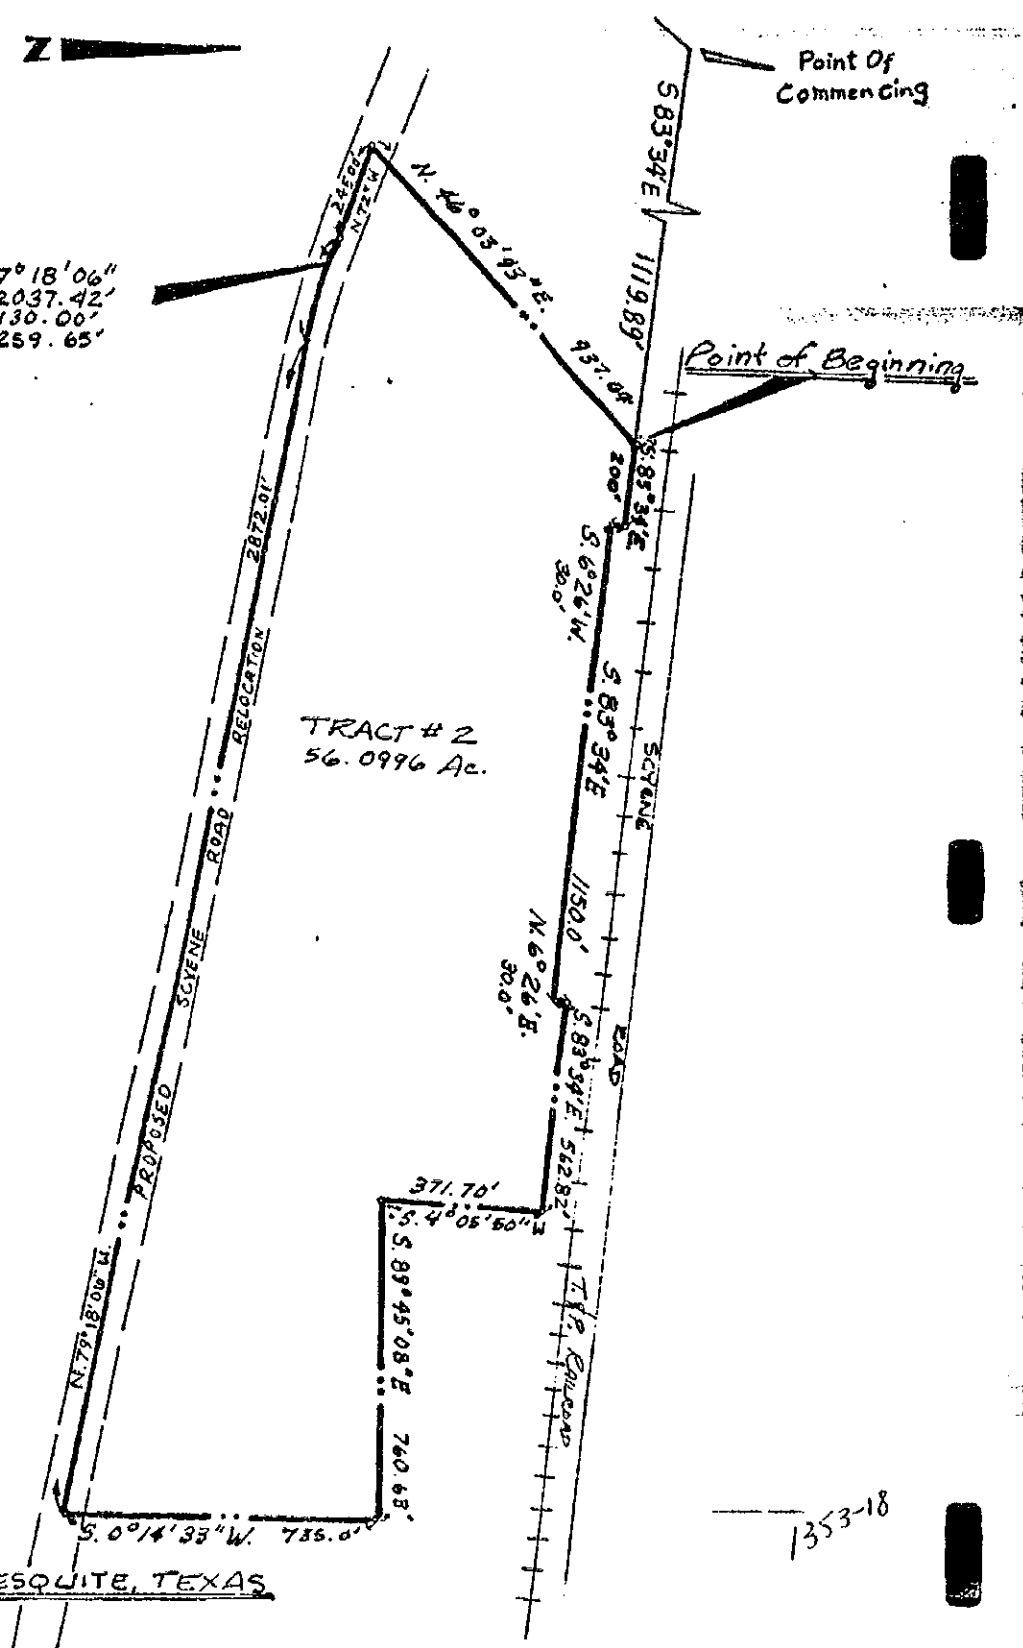 Z
Point Of
Commencing
S 83°34'E
1119.89'
245.00'
N 72° W
N. 46°03'43"E.
937.04'
7°18'06"
2037.42'
130.00'
259.65'
Point of Beginning
S. 83°34'E.
200'
S. 6°26'W.
30.0'
S. 83°34'E
1150.0'
2872.01'
RELOCATION
ROAD
SCYENE
PROPOSED
N. 79°18'06" W.
TRACT # 2
56.0996 Ac.
SCYENE
ROAD
N. 6°26'E.
30.0'
S. 83°34'E. 562.82'
371.70'
S. 4°05'50" W
S. 89°45'08"E 760.68'
T. & P. RAILROAD
S. 0°14'33"W. 735.0'
ESQUITE, TEXAS
1353-18